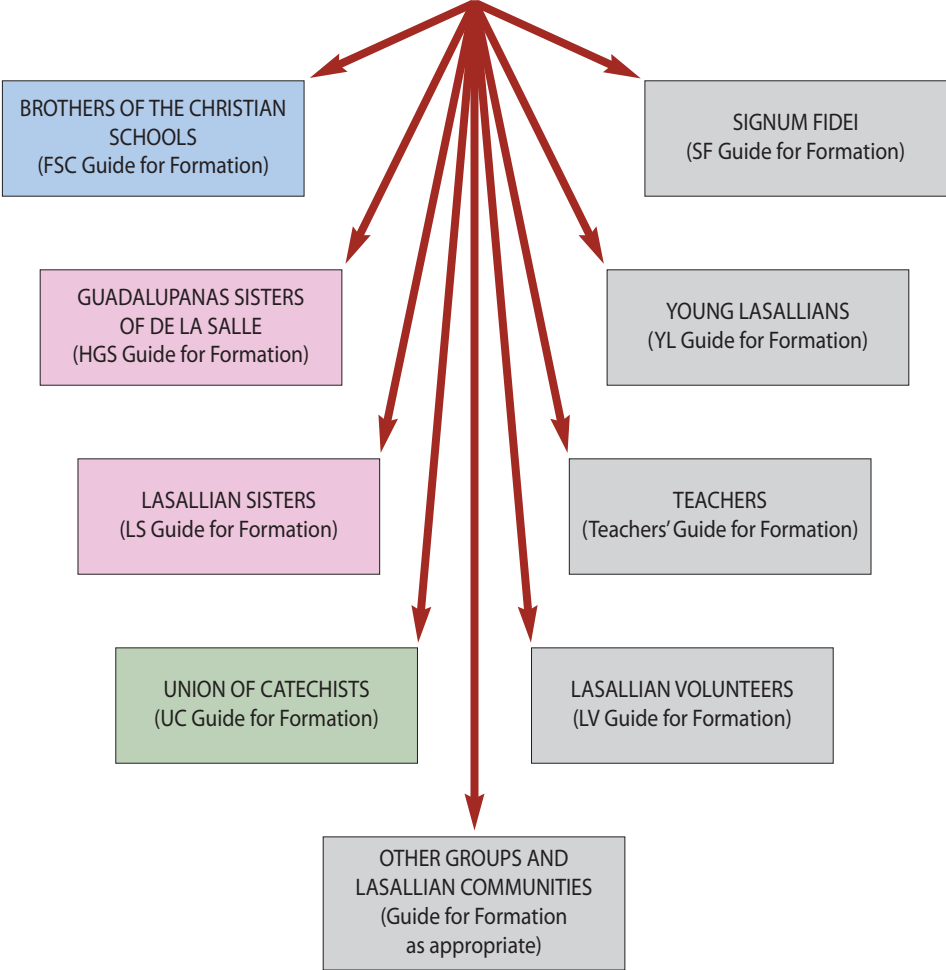 BROTHERS OF THE CHRISTIAN
SCHOOLS
(FSC Guide for Formation)
SIGNUM FIDEI
(SF Guide for Formation)
GUADALUPANAS SISTERS
OF DE LA SALLE
(HGS Guide for Formation)
YOUNG LASALLIANS
(YL Guide for Formation)
LASALLIAN SISTERS
(LS Guide for Formation)
TEACHERS
(Teachers’ Guide for Formation)
UNION OF CATECHISTS
(UC Guide for Formation)
LASALLIAN VOLUNTEERS
(LV Guide for Formation)
OTHER GROUPS AND
LASALLIAN COMMUNITIES
(Guide for Formation
as appropriate)